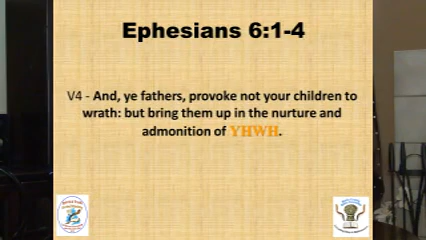 Ephesians 6:1-4
V4 - And, ye fathers, provoke not your children to
wrath: but bring them up in the nurture and
admonition of YHWH.